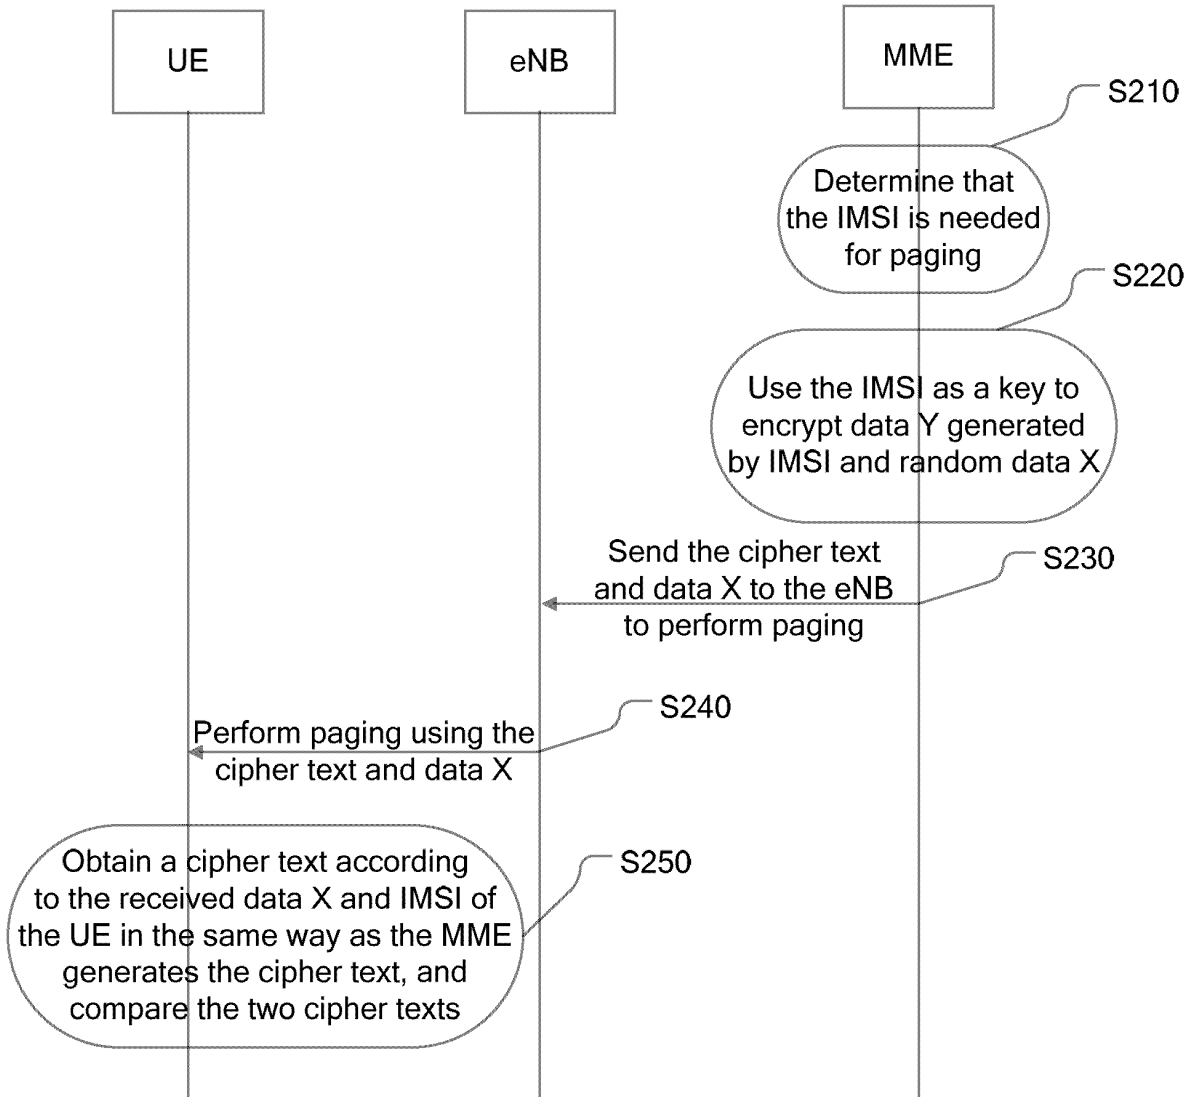 UE
eNB
MME
S210
Determine that
the IMSI is needed
for paging
S220
Use the IMSI as a key to
encrypt data Y generated
by IMSI and random data X
Send the cipher text
and data X to the eNB
to perform paging
S230
S240
Perform paging using the
cipher text and data X
S250
Obtain a cipher text according
to the received data X and IMSI of
the UE in the same way as the MME
generates the cipher text, and
compare the two cipher texts